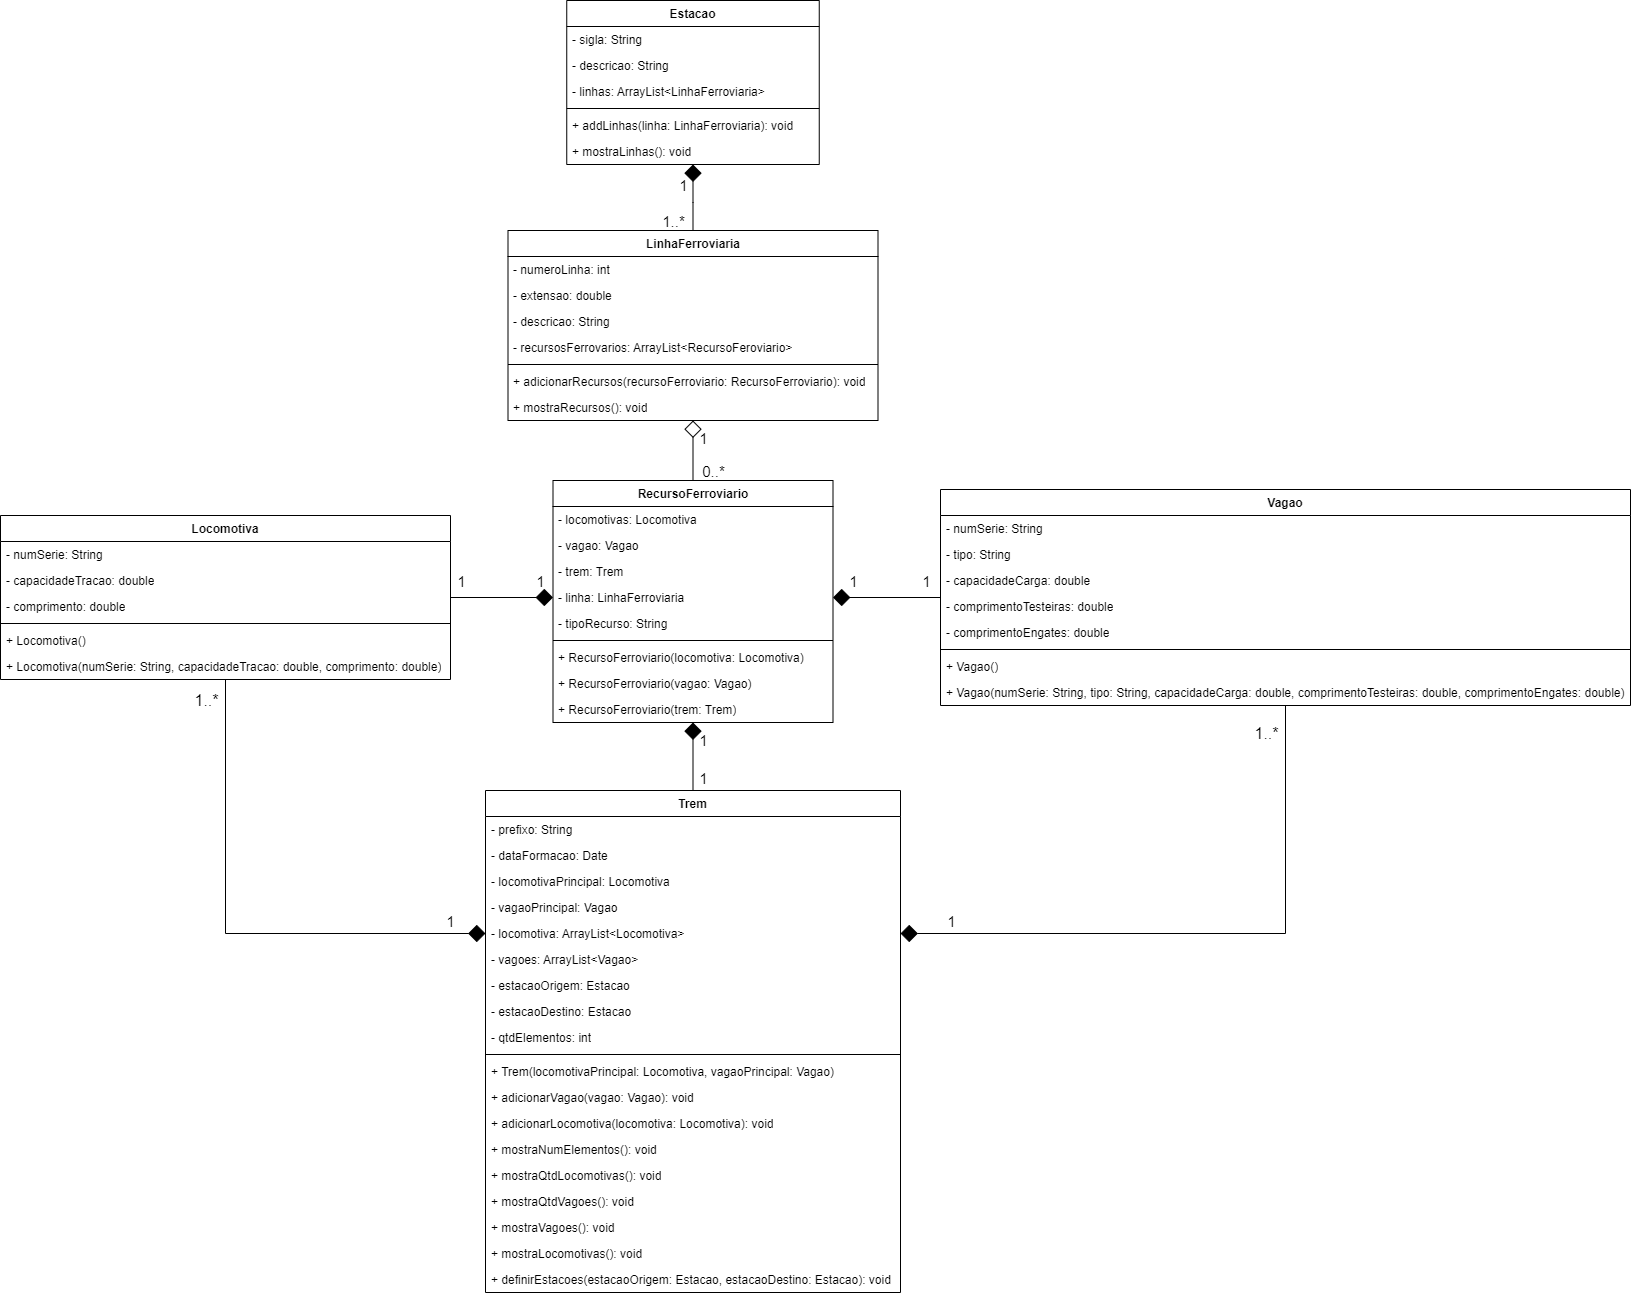 Estacao
- sigla: String
- descricao: String
- linhas: ArrayList<LinhaFerroviaria>
+ addLinhas(linha: LinhaFerroviaria): void
+ mostraLinhas(): void
1
1..*
LinhaFerroviaria
- numeroLinha: int
- extensao: double
- descricao: String
- recursosFerrovarios: ArrayList<RecursoFeroviario>
+ adicionarRecursos(recursoFerroviario: RecursoFerroviario): void
+ mostraRecursos(): void
1
0..*
RecursoFerroviario
- locomotivas: Locomotiva
- vagao: Vagao
- trem: Trem
- linha: LinhaFerroviaria
- tipoRecurso: String
+ RecursoFerroviario(locomotiva: Locomotiva)
+ RecursoFerroviario(vagao: Vagao)
+ RecursoFerroviario(trem: Trem)
Locomotiva
- numSerie: String
- capacidadeTracao: double
- comprimento: double
+ Locomotiva()
+ Locomotiva(numSerie: String, capacidadeTracao: double, comprimento: double)
1
1
1
1
Vagao
- numSerie: String
- tipo: String
- capacidadeCarga: double
- comprimentoTesteiras: double
- comprimentoEngates: double
+ Vagao()
+ Vagao(numSerie: String, tipo: String, capacidadeCarga: double, comprimentoTesteiras: double, comprimentoEngates: double)
1..*
1..*
1
1
1
1
Trem
- prefixo: String
- dataFormacao: Date
- locomotivaPrincipal: Locomotiva
- vagaoPrincipal: Vagao
- locomotiva: ArrayList<Locomotiva>
- vagoes: ArrayList<Vagao>
- estacaoOrigem: Estacao
- estacaoDestino: Estacao
- qtdElementos: int
+ Trem(locomotivaPrincipal: Locomotiva, vagaoPrincipal: Vagao)
+ adicionarVagao(vagao: Vagao): void
+ adicionarLocomotiva(locomotiva: Locomotiva): void
+ mostraNumElementos(): void
+ mostraQtdLocomotivas(): void
+ mostraQtdVagoes(): void
+ mostraVagoes(): void
+ mostraLocomotivas(): void
+ definirEstacoes(estacaoOrigem: Estacao, estacaoDestino: Estacao): void